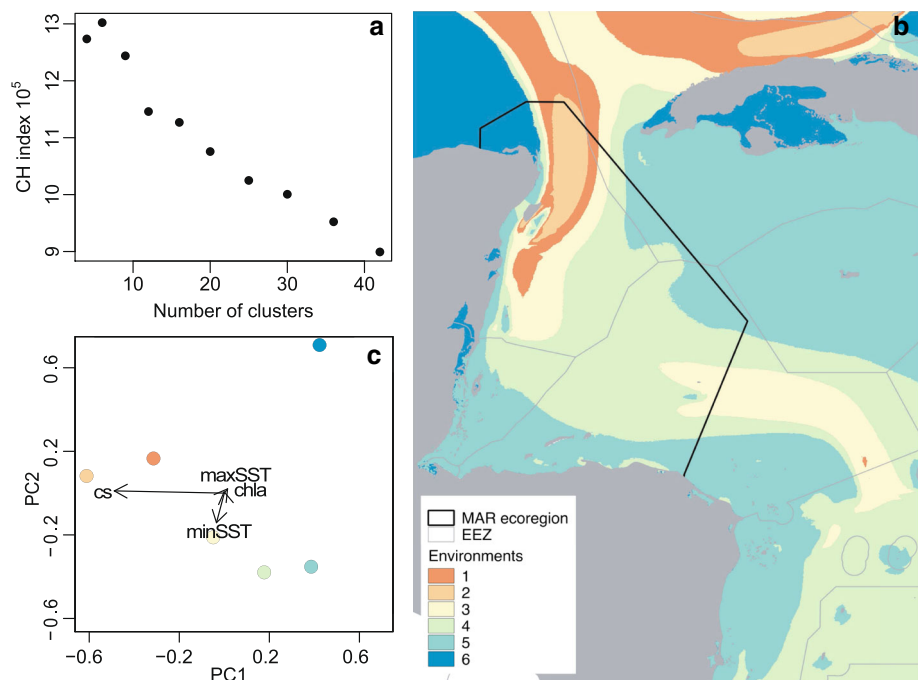 a
CH index 10⁵
13
12
11
10
9
10
20
30
40
Number of clusters
b
MAR ecoregion
EEZ
Environments
1
2
3
4
5
6
c
PC2
0.6
0.2
−0.2
−0.6
maxSST
cs
chla
minSST
−0.6
−0.2
0.2
0.6
PC1